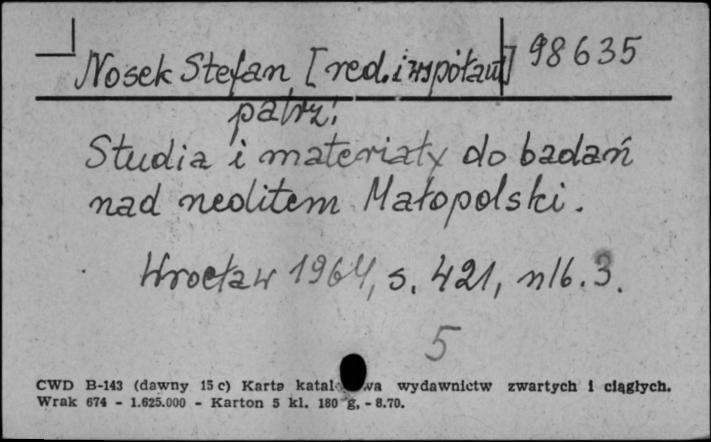 Nosek Stefan [red. i współaut] 98635
patrz:
Studia i materiały do badań
nad neolitem Małopolski.
Wrocław 1964, s. 421, nlb. 3.
5
CWD B-143 (dawny 15 c) Karta katalogowa wydawnictw zwartych i ciągłych.
Wrak 674 - 1.625.000 - Karton 5 kl. 180 g. - 8.70.